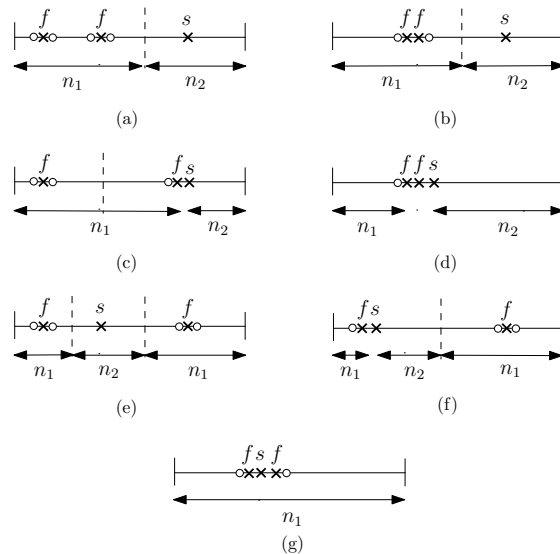 f f s f f s
n₁ n₂ n₁ n₂
(a) (b)
f f s f f s
n₁ n₂ n₁ n₂
(c) (d)
f s f f s f
n₁ n₂ n₁ n₁ n₂ n₁
(e) (f)
f s f
n₁
(g)